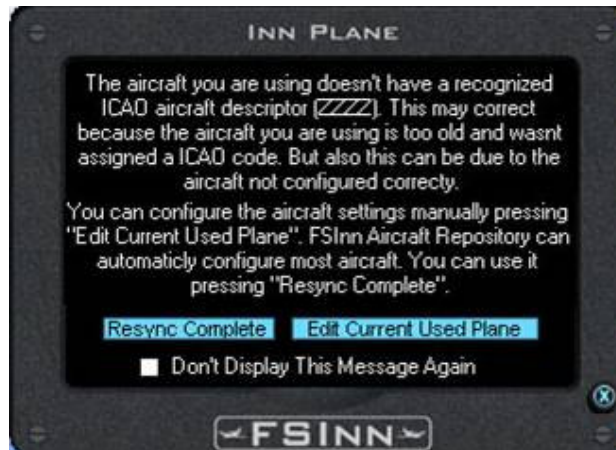 INN PLANE
The aircraft you are using doesn't have a recognized
ICAO aircraft descriptor (ZZZZ). This may correct
because the aircraft you are using is too old and wasnt
assigned a ICAO code. But also this can be due to the
aircraft not configured correcty.
You can configure the aircraft settings manually pressing
"Edit Current Used Plane". FSInn Aircraft Repository can
automaticly configure most aircraft. You can use it
pressing "Resync Complete".
Resync Complete Edit Current Used Plane
Don't Display This Message Again
X
FSINN